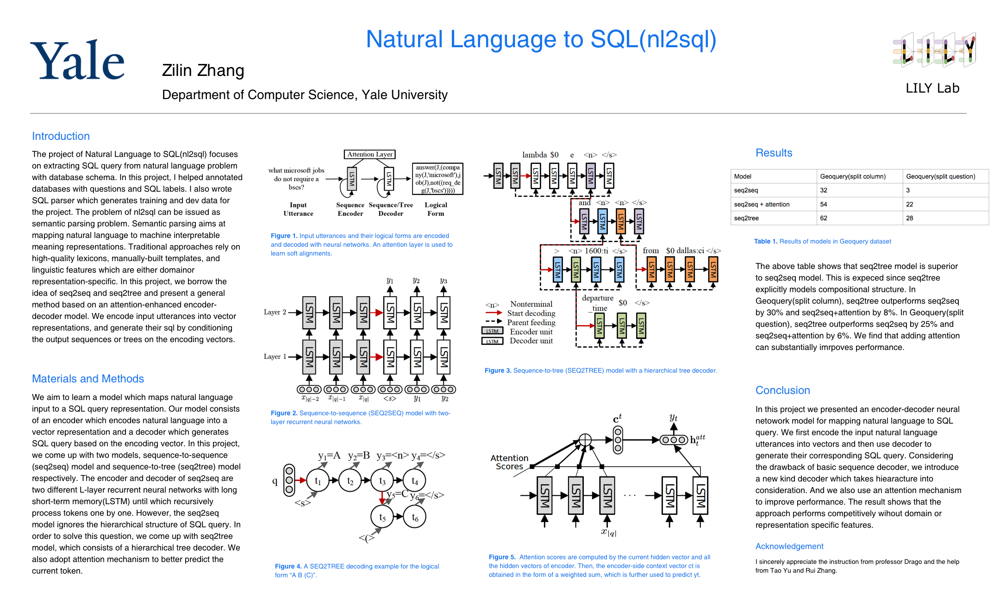 Natural Language to SQL(nl2sql)
Yale
Zilin Zhang
Department of Computer Science, Yale University
LILY
LILY Lab
Introduction
The project of Natural Language to SQL(nl2sql) focuses
on extracting SQL query from natural language problem
with database schema. In this project, I helped annotated
databases with questions and SQL labels. I also wrote
SQL parser which generates training and dev data for
the project. The problem of nl2sql can be issued as
semantic parsing problem. Semantic parsing aims at
mapping natural language to machine interpretable
meaning representations. Traditional approaches rely on
high-quality lexicons, manually-built templates, and
linguistic features which are either domainor
representation-specific. In this project, we borrow the
idea of seq2seq and seq2tree and present a general
method based on an attention-enhanced encoder-
decoder model. We encode input utterances into vector
representations, and generate their sql by conditioning
the output sequences or trees on the encoding vectors.
Materials and Methods
We aim to learn a model which maps natural language
input to a SQL query representation. Our model consists
of an encoder which encodes natural language into a
vector representation and a decoder which generates
SQL query based on the encoding vector. In this project,
we come up with two models, sequence-to-sequence
(seq2seq) model and sequence-to-tree (seq2tree) model
respectively. The encoder and decoder of seq2seq are
two different L-layer recurrent neural networks with long
short-term memory(LSTM) until which recursively
process tokens one by one. However, the seq2seq
model ignores the hierarchical structure of SQL query. In
order to solve this question, we come up with seq2tree
model, which consists of a hierarchical tree decoder. We
also adopt attention mechanism to better predict the
current token.
Attention Layer
what microsoft jobs
do not require a
bscs?
LSTM LSTM
answer(J,(compa
ny(J,'microsoft'),j
ob(J),not((req_de
g(J,'bscs')))))
Input Utterance
Sequence Encoder
Sequence/Tree Decoder
Logical Form
Figure 1. Input utterances and their logical forms are encoded
and decoded with neural networks. An attention layer is used to
learn soft alignments.
y1 y2 y3
Layer 2 LSTM LSTM LSTM LSTM LSTM LSTM
Layer 1 LSTM LSTM LSTM LSTM LSTM LSTM
x|q|−2 x|q|−1 x|q| <s> y1 y2
Figure 2. Sequence-to-sequence (SEQ2SEQ) model with two-
layer recurrent neural networks.
y1=A y2=B y3=<n> y4=</s>
q t1 t2 t3 t4
<s> y5=C y6=</s>
t5 t6
<(>
Figure 4. A SEQ2TREE decoding example for the logical
form “A B (C)”.
lambda $0 e <n> </s>
LSTM LSTM LSTM LSTM LSTM LSTM LSTM
and <n> <n> </s>
LSTM LSTM LSTM LSTM
> <n> 1600:ti </s> from $0 dallas:ci </s>
LSTM LSTM LSTM LSTM LSTM LSTM LSTM LSTM
departure
_time $0 </s>
LSTM LSTM LSTM
<n> Nonterminal
Start decoding
Parent feeding
LSTM Encoder unit
LSTM Decoder unit
Figure 3. Sequence-to-tree (SEQ2TREE) model with a hierarchical tree decoder.
c^t yt
h_t^att
Attention
Scores
LSTM LSTM LSTM ... LSTM LSTM
x|q|
Figure 5. Attention scores are computed by the current hidden vector and all
the hidden vectors of encoder. Then, the encoder-side context vector ct is
obtained in the form of a weighted sum, which is further used to predict yt.
Results
Model Geoquery(split column) Geoquery(split question)
seq2seq 32 3
seq2seq + attention 54 22
seq2tree 62 28
Table 1. Results of models in Geoquery dataset
The above table shows that seq2tree model is superior
to seq2seq model. This is expeced since seq2tree
explicitly models compositional structure. In
Geoquery(split column), seq2tree outperforms seq2seq
by 30% and seq2seq+attention by 8%. In Geoquery(split
question), seq2tree outperforms seq2seq by 25% and
seq2seq+attention by 6%. We find that adding attention
can substantially imrpoves performance.
Conclusion
In this project we presented an encoder-decoder neural
netowork model for mapping natural language to SQL
query. We first encode the input natural language
utterances into vectors and then use decoder to
generate their corresponding SQL query. Considering
the drawback of basic sequence decoder, we introduce
a new kind decoder which takes hiearacture into
consideration. And we also use an attention mechanism
to improve performance. The result shows that the
approach performs competitively wihout domain or
representation specific features.
Acknowledgement
I sincerely appreciate the instruction from professor Drago and the help
from Tao Yu and Rui Zhang.